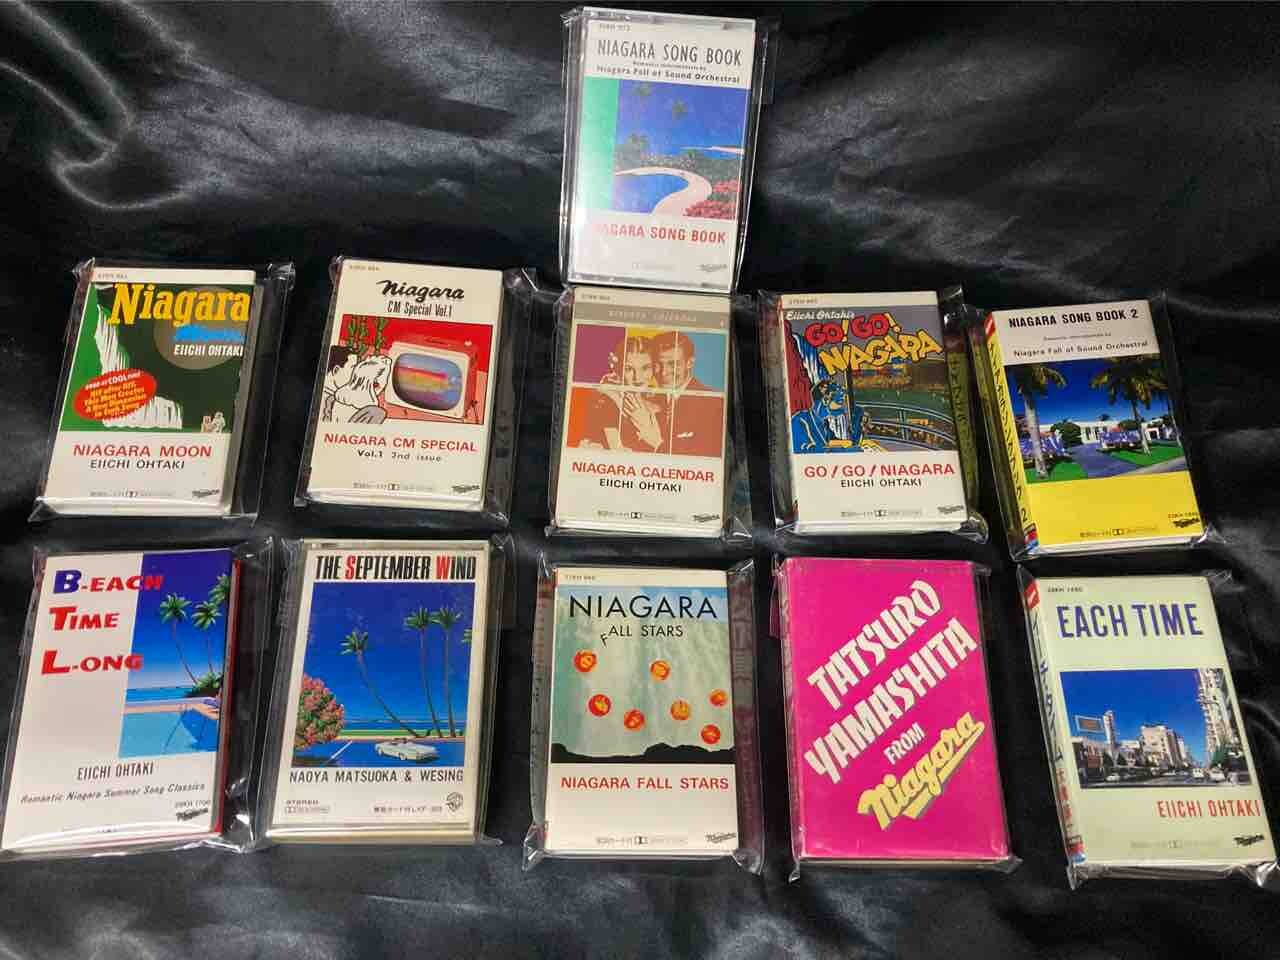 NIAGARA SONG BOOK
Niagara Fall of Sound Orchestral
NIAGARA SONG BOOK
Niagara
EIICHI OHTAKI
NIAGARA MOON
EIICHI OHTAKI
Niagara
CM Special Vol.1
NIAGARA CM SPECIAL
Vol.1 2nd issue
NIAGARA CALENDAR
NIAGARA CALENDAR
EIICHI OHTAKI
Eiichi Ohtaki's
GO! GO!
NIAGARA
GO! GO! NIAGARA
EIICHI OHTAKI
NIAGARA SONG BOOK 2
Niagara Fall of Sound Orchestral
B-EACH
TIME
L-ONG
EIICHI OHTAKI
Romantic Niagara Summer Song Classics
THE SEPTEMBER WIND
NAOYA MATSUOKA & WESING
STEREO
NIAGARA
FALL STARS
NIAGARA FALL STARS
TATSURO
YAMASHITA
FROM
Niagara
EACH TIME
EIICHI OHTAKI